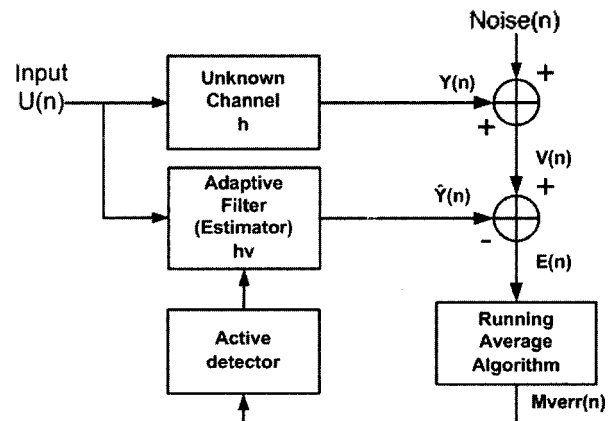 Noise(n)
Input
U(n)
Unknown
Channel
h
Y(n)
+
+
V(n)
Adaptive
Filter
(Estimator)
hv
Ŷ(n)
+
-
E(n)
Active
detector
Running
Average
Algorithm
Mverr(n)